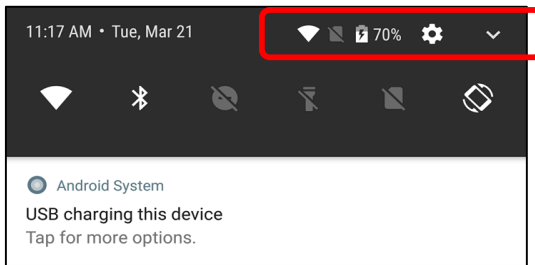 11:17 AM • Tue, Mar 21 70%
Android System
USB charging this device
Tap for more options.